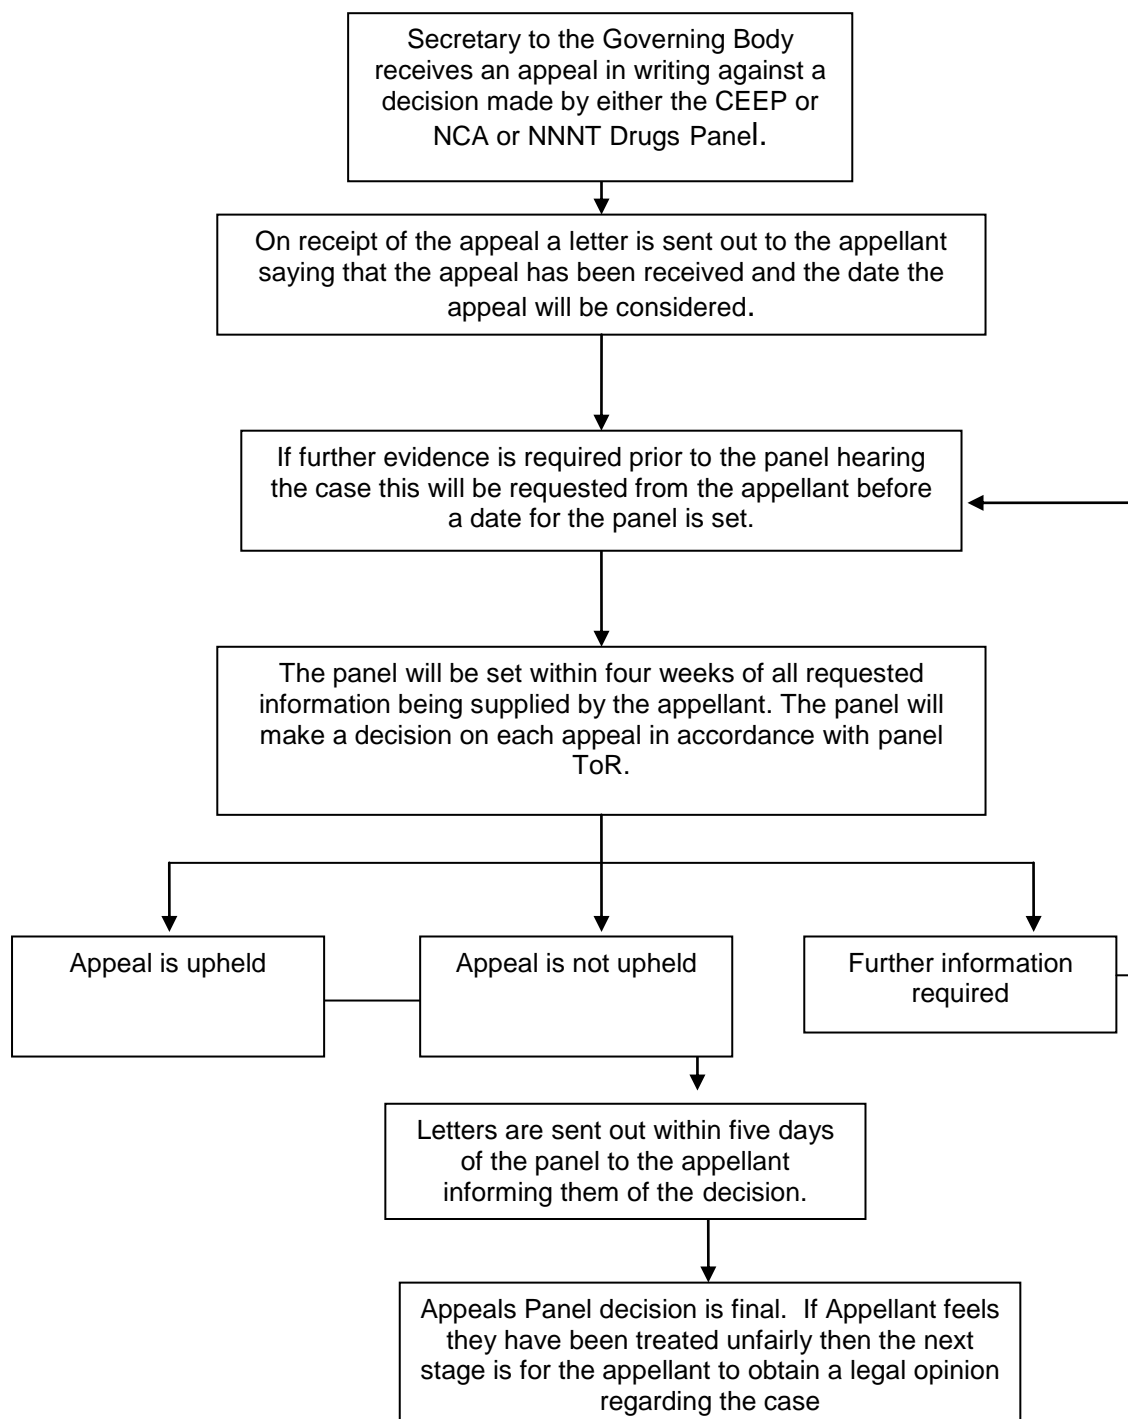 Secretary to the Governing Body
receives an appeal in writing against a
decision made by either the CEEP or
NCA or NNNT Drugs Panel.
On receipt of the appeal a letter is sent out to the appellant
saying that the appeal has been received and the date the
appeal will be considered.
If further evidence is required prior to the panel hearing
the case this will be requested from the appellant before
a date for the panel is set.
The panel will be set within four weeks of all requested
information being supplied by the appellant. The panel will
make a decision on each appeal in accordance with panel
ToR.
Appeal is upheld
Appeal is not upheld
Further information
required
Letters are sent out within five days
of the panel to the appellant
informing them of the decision.
Appeals Panel decision is final.  If Appellant feels
they have been treated unfairly then the next
stage is for the appellant to obtain a legal opinion
regarding the case